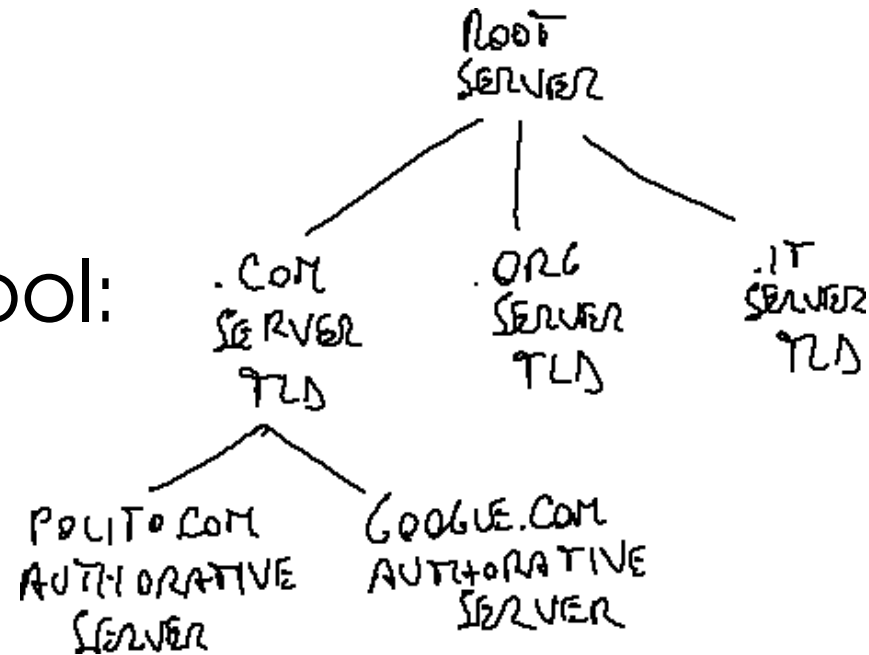 ROOT
SERVER
ool:
.COM
SERVER
TLD
.ORG
SERVER
TLD
.IT
SERVER
TLD
POLITO.COM
AUTHORATIVE
SERVER
GOOGLE.COM
AUTHORATIVE
SERVER